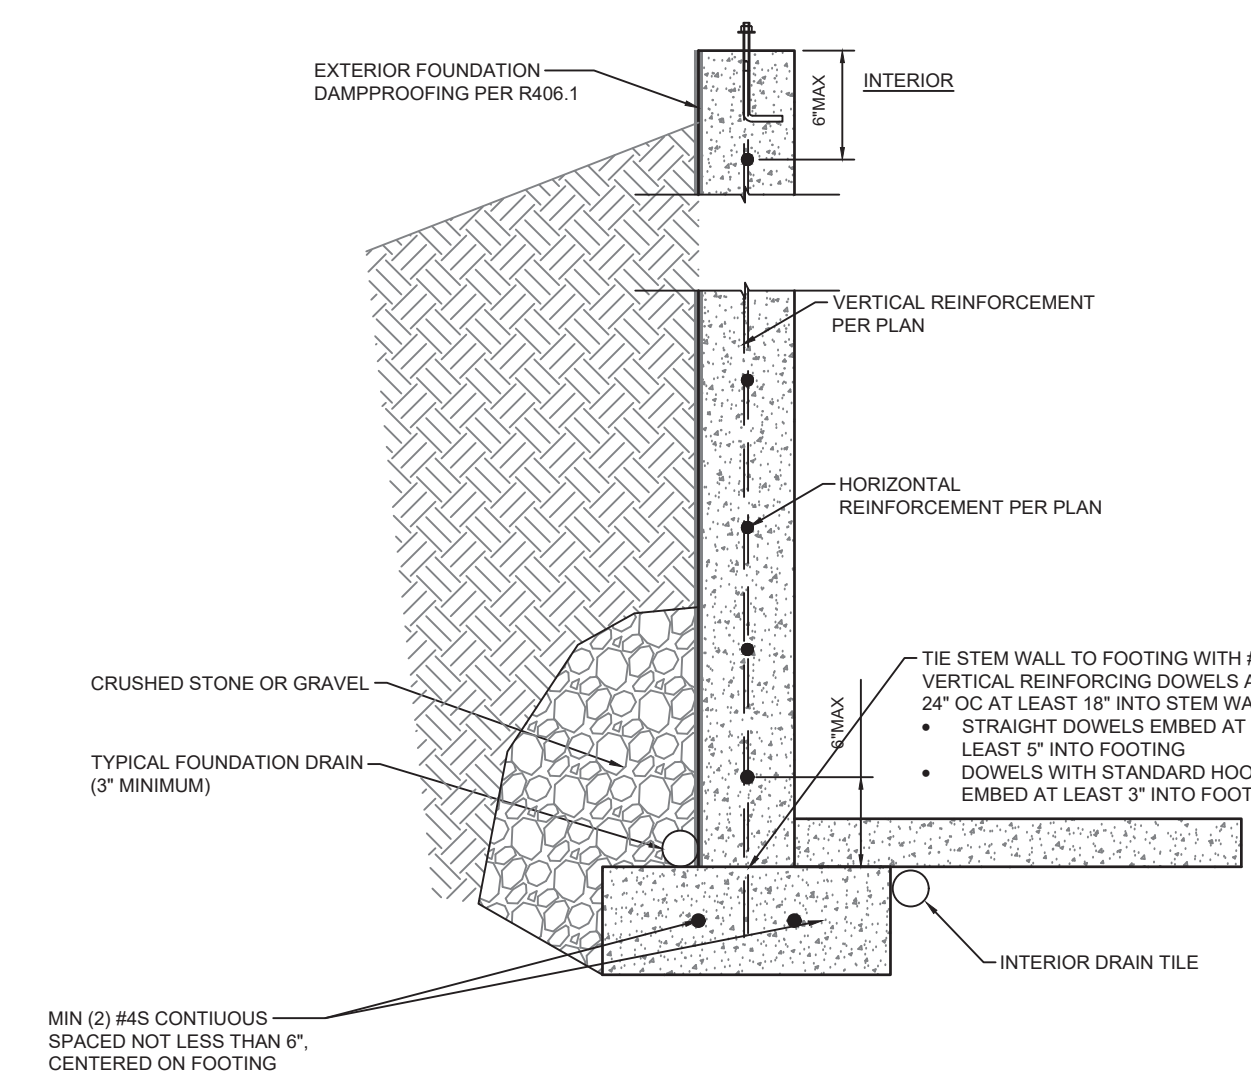 EXTERIOR FOUNDATION
DAMPPROOFING PER R406.1
6"MAX
INTERIOR
VERTICAL REINFORCEMENT
PER PLAN
HORIZONTAL
REINFORCEMENT PER PLAN
TIE STEM WALL TO FOOTING WITH #
VERTICAL REINFORCING DOWELS
24" OC AT LEAST 18" INTO STEM
• STRAIGHT DOWELS EMBED AT
LEAST 5" INTO FOOTING
• DOWELS WITH STANDARD
EMBED AT LEAST 3" INTO
6"MAX
CRUSHED STONE OR GRAVEL
TYPICAL FOUNDATION DRAIN
(3" MINIMUM)
INTERIOR DRAIN TILE
MIN (2) #4S CONTIUOUS
SPACED NOT LESS THAN 6",
CENTERED ON FOOTING